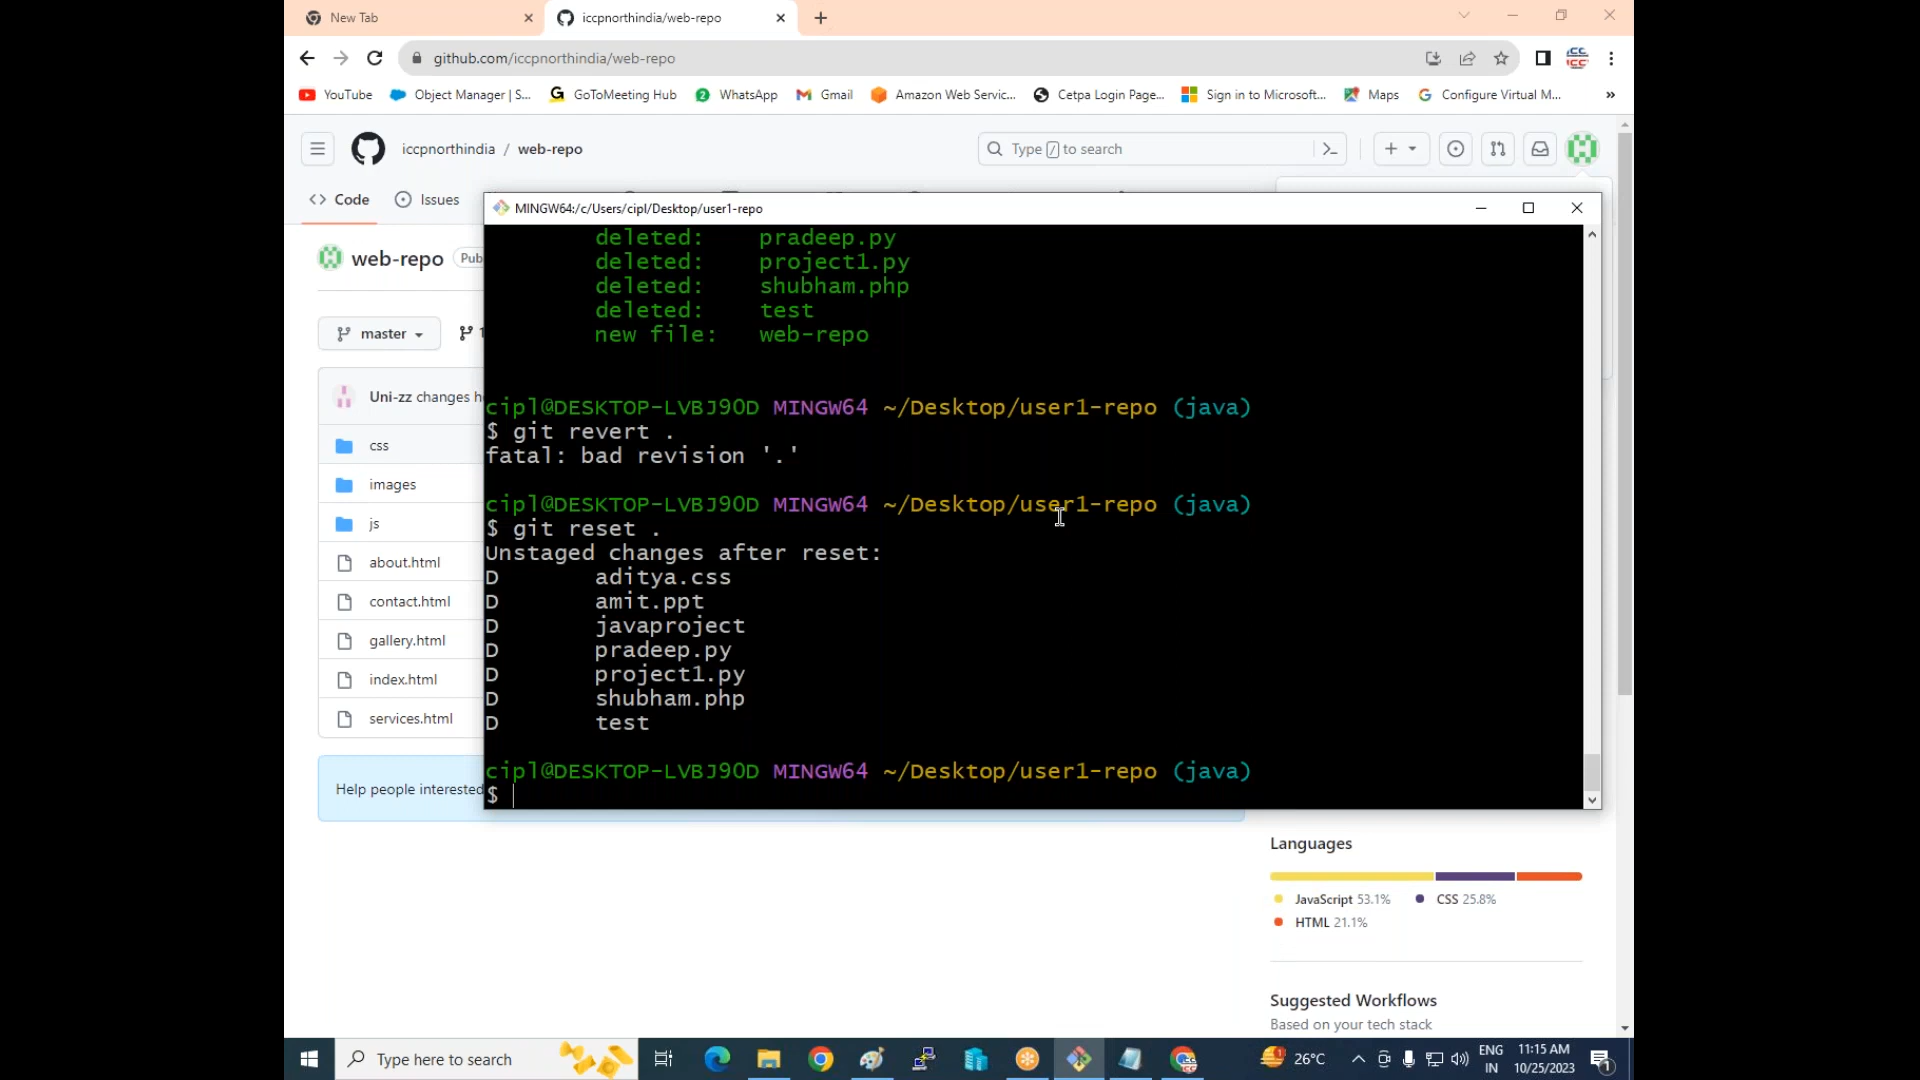 New Tab
iccpnorthindia/web-repo
github.com/iccpnorthindia/web-repo
YouTube
Object Manager | S...
GoToMeeting Hub
WhatsApp
Gmail
Amazon Web Servic...
Cetpa Login Page...
Sign in to Microsoft...
Maps
Configure Virtual M...
»
iccpnorthindia / web-repo
Type / to search
Code
Issues
web-repo
Pub
master
1
Uni-zz changes h
css
images
js
about.html
contact.html
gallery.html
index.html
services.html
Help people interested
MINGW64:/c/Users/cipl/Desktop/user1-repo
deleted: pradeep.py
deleted: project1.py
deleted: shubham.php
deleted: test
new file: web-repo
cipl@DESKTOP-LVBJ9OD MINGW64 ~/Desktop/user1-repo (java)
$ git revert .
fatal: bad revision '.'
cipl@DESKTOP-LVBJ9OD MINGW64 ~/Desktop/user1-repo (java)
$ git reset .
Unstaged changes after reset:
D aditya.css
D amit.ppt
D javaproject
D pradeep.py
D project1.py
D shubham.php
D test
cipl@DESKTOP-LVBJ9OD MINGW64 ~/Desktop/user1-repo (java)
$
Languages
JavaScript 53.1%
CSS 25.8%
HTML 21.1%
Suggested Workflows
Based on your tech stack
Type here to search
26°C
ENG
IN
11:15 AM
10/25/2023
1